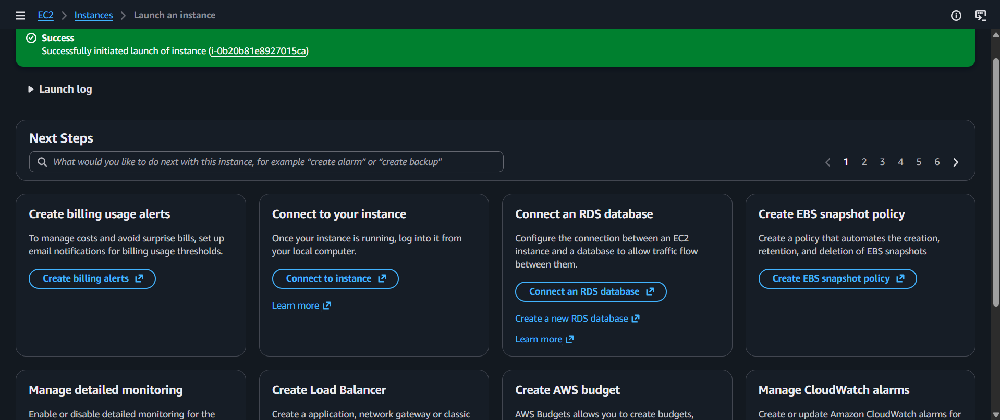 EC2 Instances Launch an instance
Success
Successfully initiated launch of instance (i-0b20b81e8927015ca)
Launch log
Next Steps
What would you like to do next with this instance, for example “create alarm” or “create backup"
1 2 3 4 5 6
Create billing usage alerts
To manage costs and avoid surprise bills, set up
email notifications for billing usage thresholds.
Create billing alerts
Connect to your instance
Once your instance is running, log into it from
your local computer.
Connect to instance
Learn more
Connect an RDS database
Configure the connection between an EC2
instance and a database to allow traffic flow
between them.
Connect an RDS database
Create a new RDS database
Learn more
Create EBS snapshot policy
Create a policy that automates the creation,
retention, and deletion of EBS snapshots
Create EBS snapshot policy
Manage detailed monitoring
Enable or disable detailed monitoring for the
Create Load Balancer
Create a application, network gateway or classic
Create AWS budget
AWS Budgets allows you to create budgets,
Manage CloudWatch alarms
Create or update Amazon CloudWatch alarms for